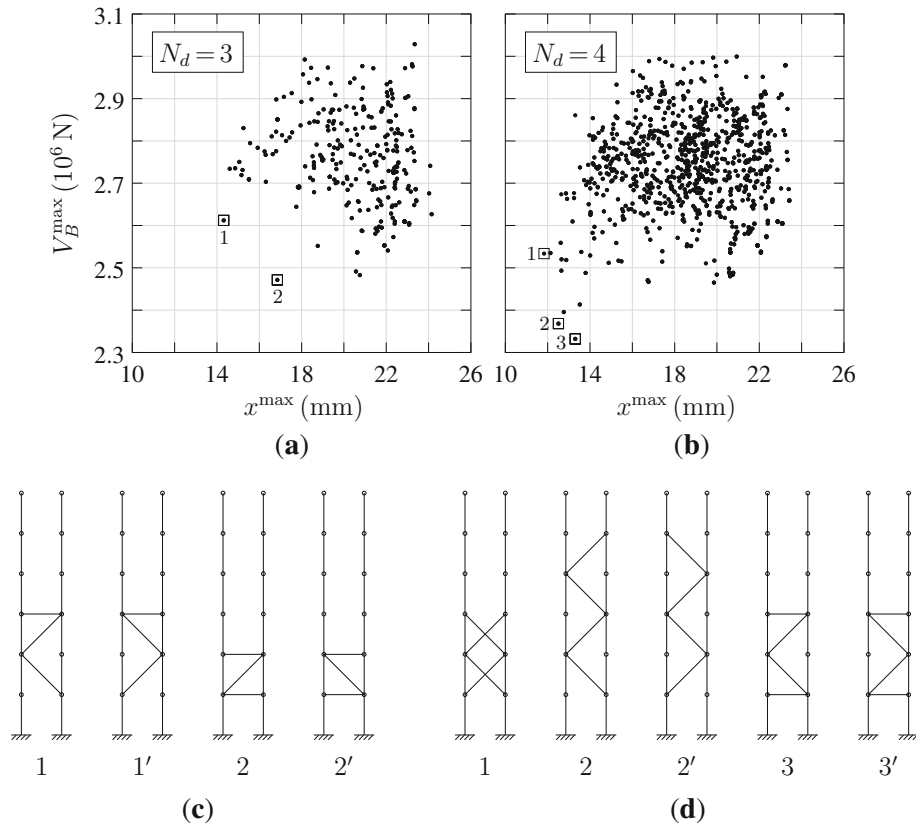 3.1
2.9
2.7
2.5
2.3
V_B^max (10^6 N)
N_d = 3
1
2
10 14 18 22 26
x^max (mm)
(a)
N_d = 4
1
2
3
10 14 18 22 26
x^max (mm)
(b)
1 1′ 2 2′
(c)
1 2 2′ 3 3′
(d)